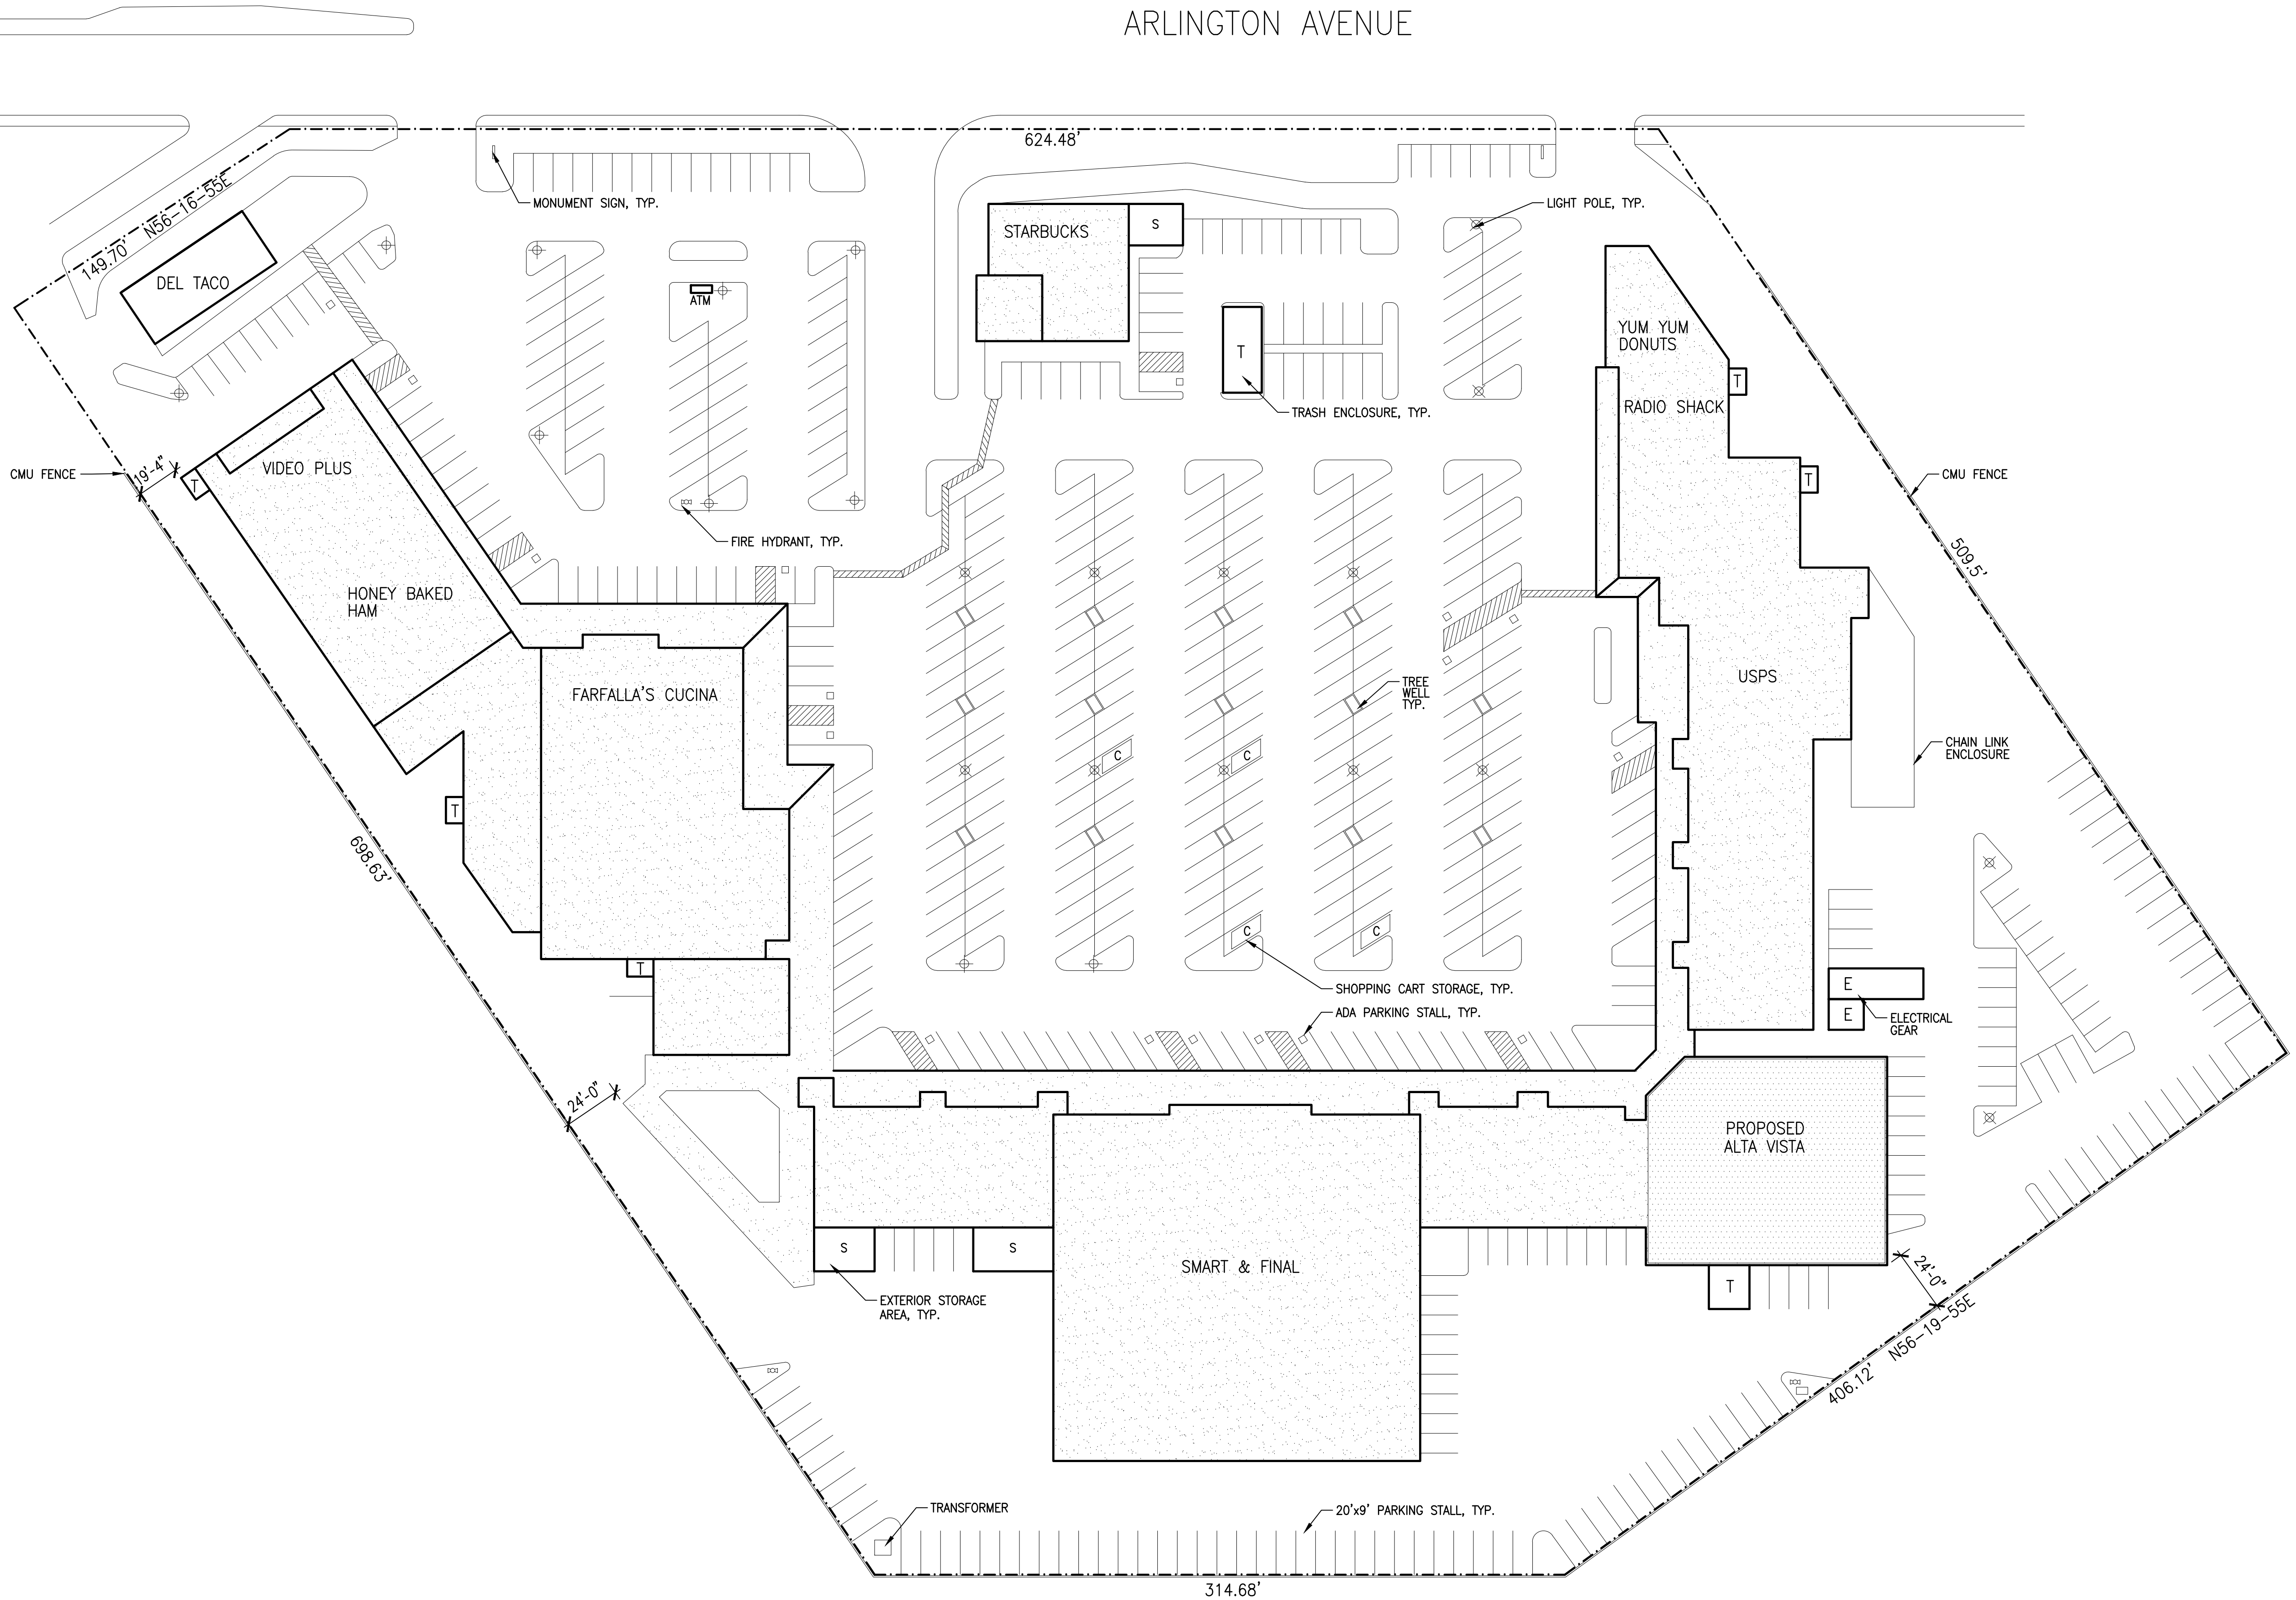 ARLINGTON AVENUE
624.48'
149.70' N56-16-55E
MONUMENT SIGN, TYP.
LIGHT POLE, TYP.
STARBUCKS
S
DEL TACO
ATM
YUM YUM
DONUTS
T
T
RADIO SHACK
TRASH ENCLOSURE, TYP.
CMU FENCE
19'-4"
T
VIDEO PLUS
T
CMU FENCE
FIRE HYDRANT, TYP.
509.5'
HONEY BAKED
HAM
USPS
FARFALLA'S CUCINA
TREE
WELL
TYP.
C
C
CHAIN LINK
ENCLOSURE
T
698.63'
C
C
T
SHOPPING CART STORAGE, TYP.
ADA PARKING STALL, TYP.
E
E
ELECTRICAL
GEAR
24'-0"
PROPOSED
ALTA VISTA
S
S
SMART & FINAL
T
24'-0"
EXTERIOR STORAGE
AREA, TYP.
406.12' N56-19-55E
TRANSFORMER
20'x9' PARKING STALL, TYP.
314.68'